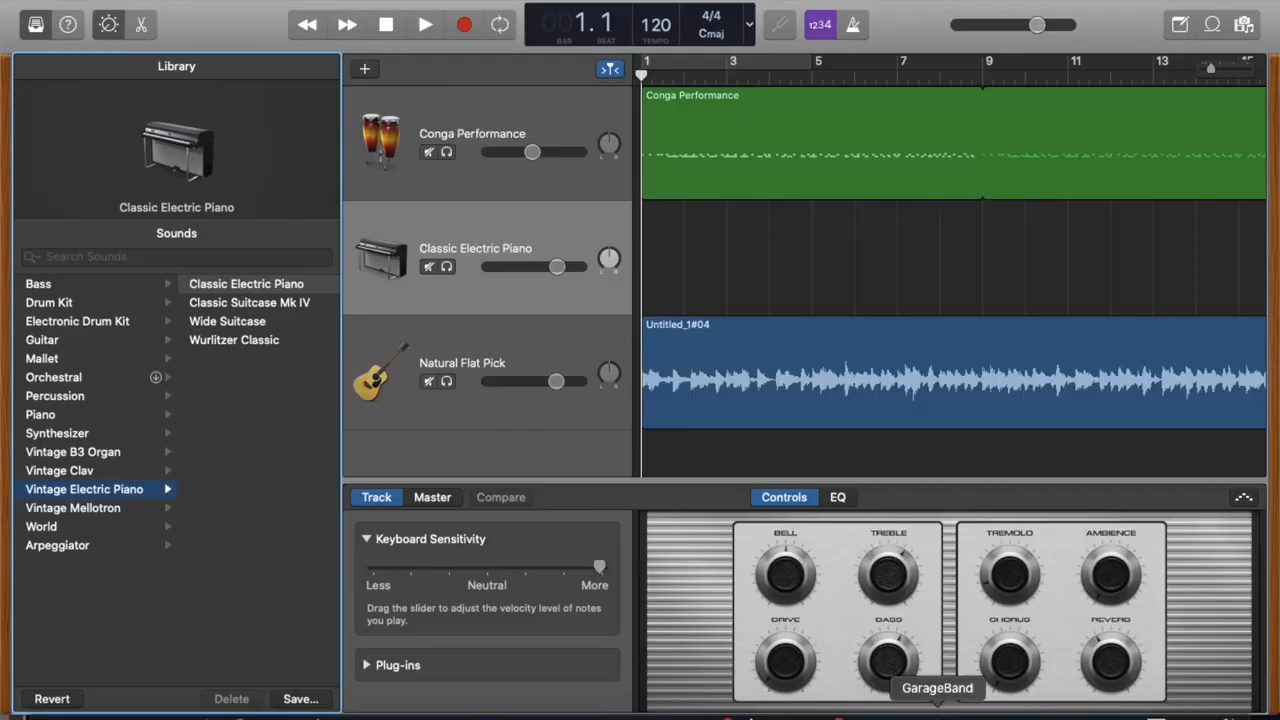 1234
001.1
BAR
BEAT
120
TEMPO
4/4
Cmaj
Library
Classic Electric Piano
Sounds
Search Sounds
Bass
Drum Kit
Electronic Drum Kit
Guitar
Mallet
Orchestral
Percussion
Piano
Synthesizer
Vintage B3 Organ
Vintage Clav
Vintage Electric Piano
Vintage Mellotron
World
Arpeggiator
Classic Electric Piano
Classic Suitcase Mk IV
Wide Suitcase
Wurlitzer Classic
Revert
Delete
Save...
1 3 5 7 9 11 13 15
Conga Performance
L R
Classic Electric Piano
L R
Natural Flat Pick
L R
Conga Performance
Untitled_1#04
Track
Master
Compare
Controls
EQ
Keyboard Sensitivity
Less
Neutral
More
Drag the slider to adjust the velocity level of notes
you play.
Plug-ins
BELL
TREBLE
TREMOLO
AMBIENCE
DRIVE
BASS
CHORUS
REVERB
GarageBand